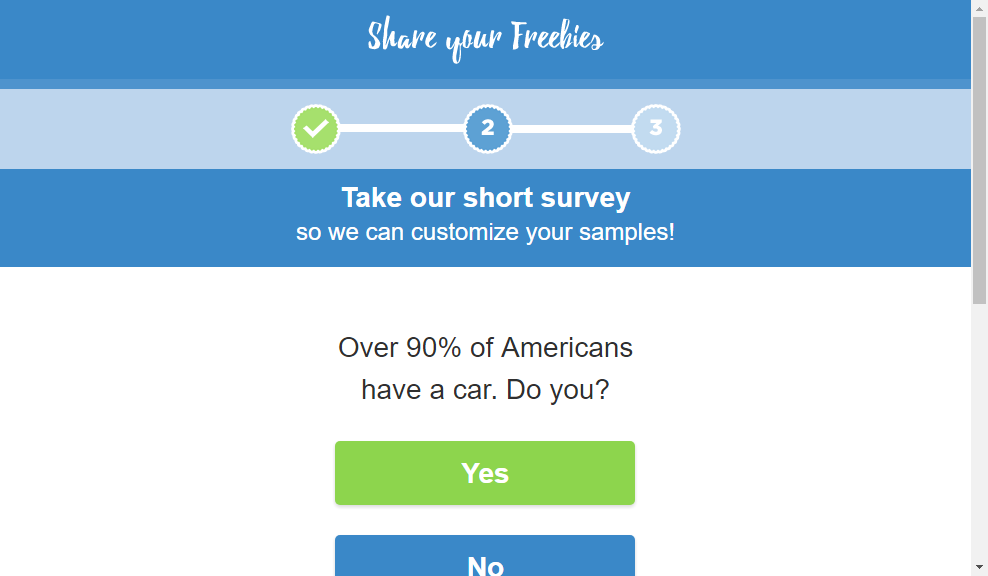 Share your Freebies
2
3
Take our short survey
so we can customize your samples!
Over 90% of Americans
have a car. Do you?
Yes
No